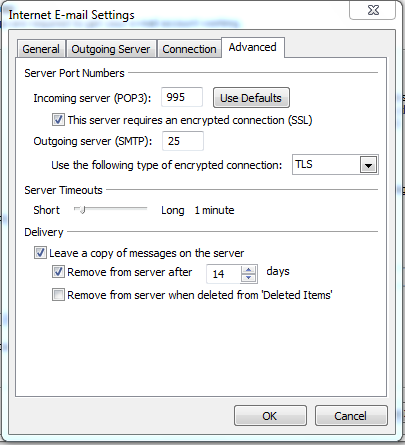 Internet E-mail Settings
General Outgoing Server Connection Advanced
Server Port Numbers
Incoming server (POP3): 995 Use Defaults
This server requires an encrypted connection (SSL)
Outgoing server (SMTP): 25
Use the following type of encrypted connection: TLS
Server Timeouts
Short Long 1 minute
Delivery
Leave a copy of messages on the server
Remove from server after 14 days
Remove from server when deleted from 'Deleted Items'
OK Cancel